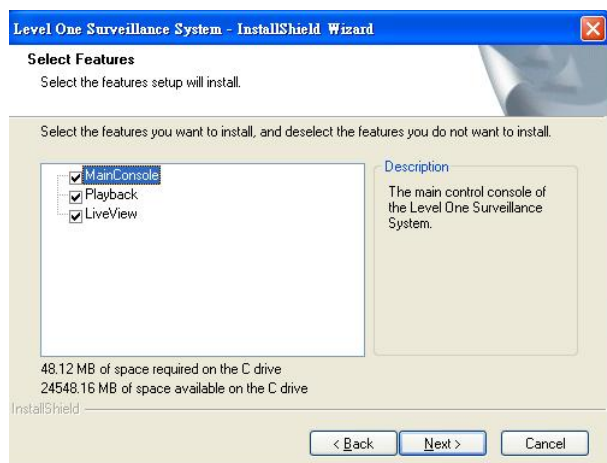 Level One Surveillance System - InstallShield Wizard
Select Features
Select the features setup will install.
Select the features you want to install, and deselect the features you do not want to install.
MainConsole
Playback
LiveView
Description
The main control console of
the Level One Surveillance
System.
48.12 MB of space required on the C drive
24548.16 MB of space available on the C drive
InstallShield
< Back
Next >
Cancel